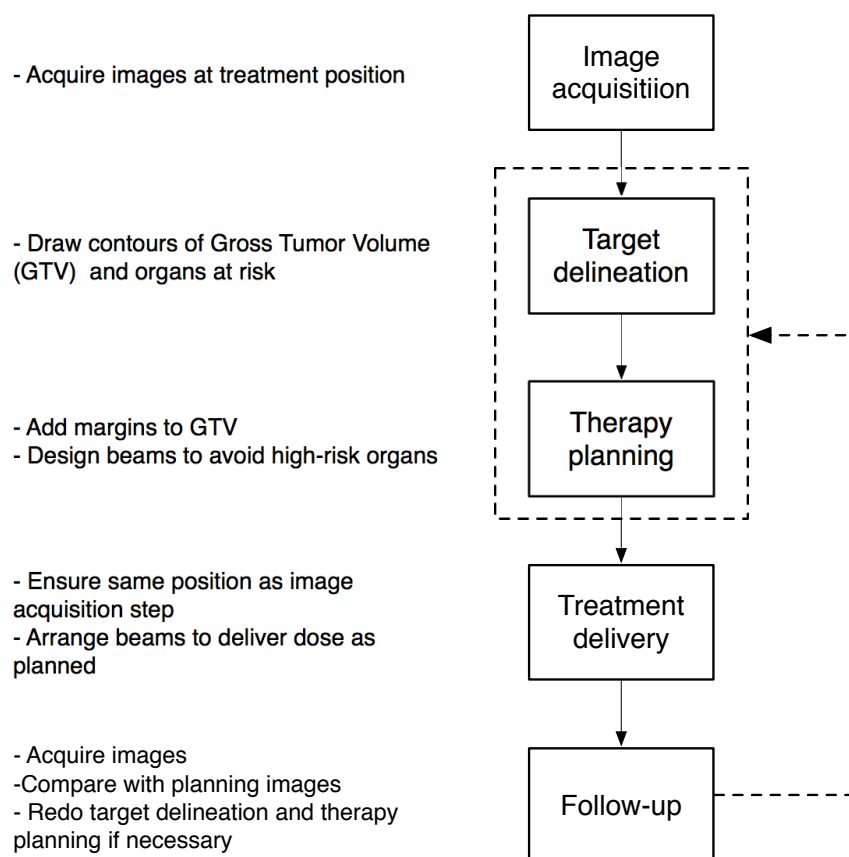 - Acquire images at treatment position
Image
acquisitiion
- Draw contours of Gross Tumor Volume
(GTV)  and organs at risk
Target
delineation
- Add margins to GTV
- Design beams to avoid high-risk organs
Therapy
planning
- Ensure same position as image
acquisition step
- Arrange beams to deliver dose as
planned
Treatment
delivery
- Acquire images
-Compare with planning images
- Redo target delineation and therapy
planning if necessary
Follow-up